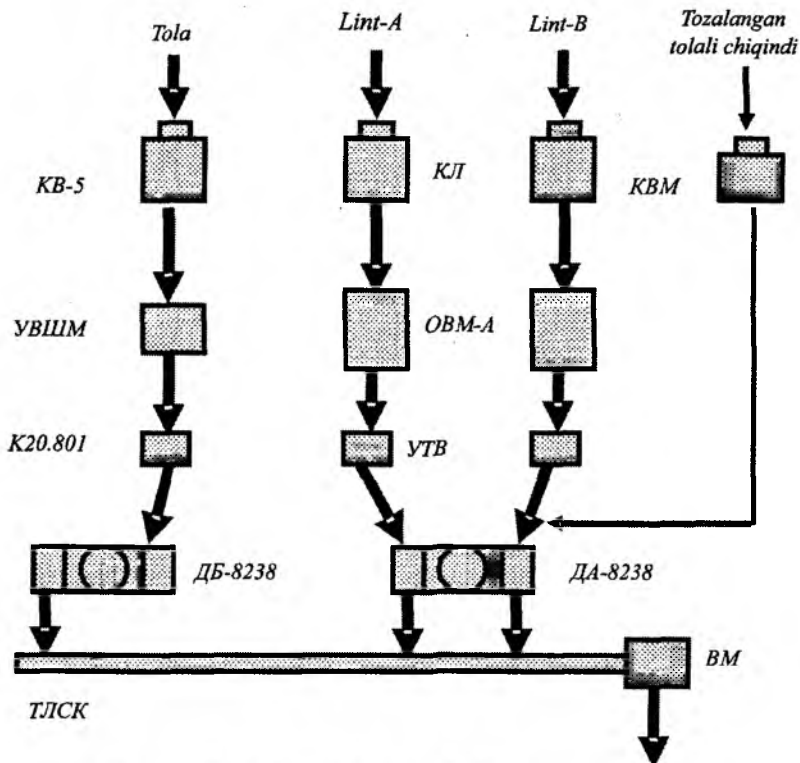 Tola
Lint-A
Lint-B
Tozalangan
tolali chiqindi
КВ-5
КЛ
КВМ
УВШМ
ОВМ-А
К20.801
УТВ
ДБ-8238
ДА-8238
ВМ
ТЛСК